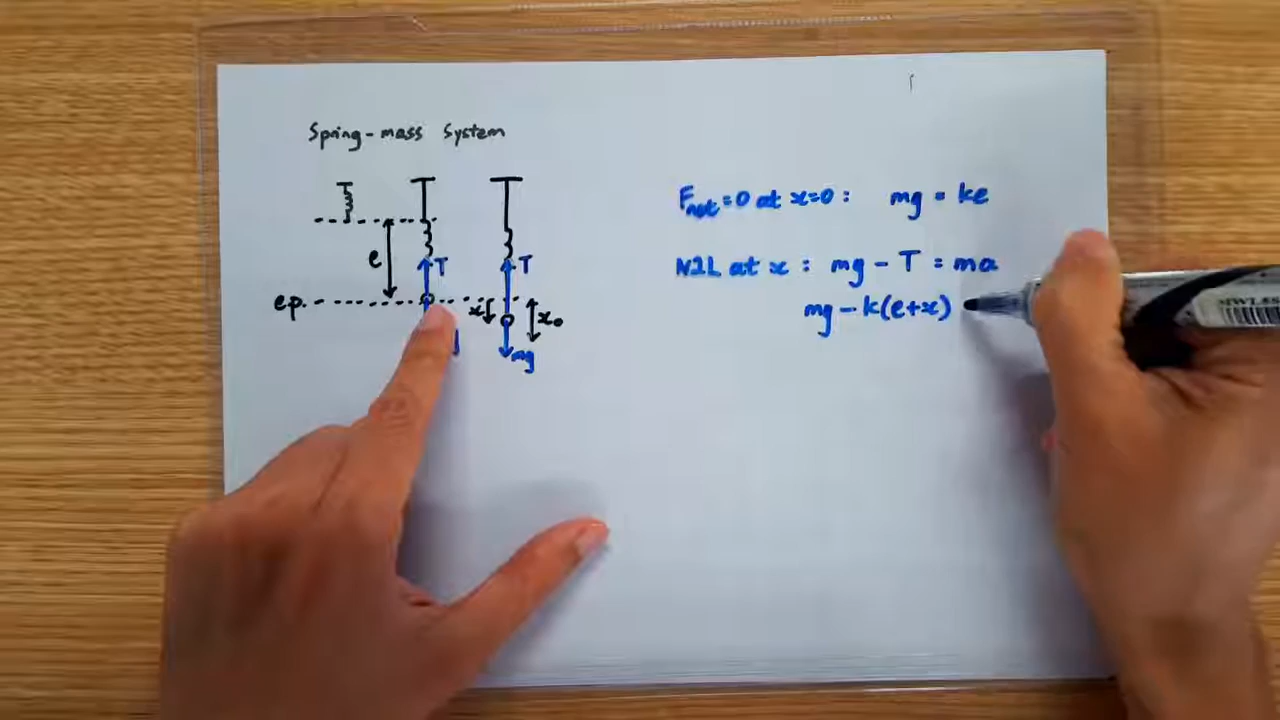 Spring-mass System
F_net = 0 at x=0 : mg = ke
N2L at x : mg - T = ma
mg - k(e+x)
e
T
T
e.p.
x
x₀
mg